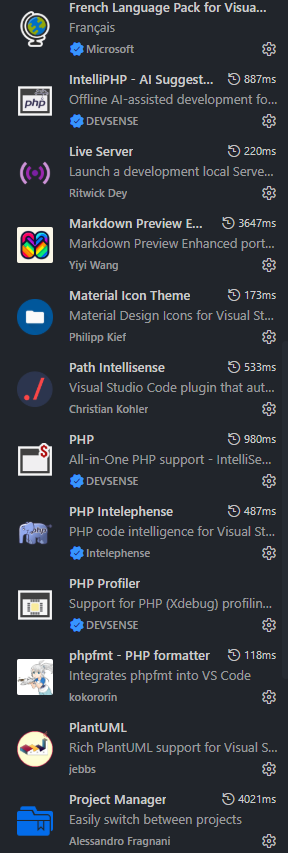 French Language Pack for Visua...
Français
Microsoft
IntelliPHP - AI Suggest... 887ms
Offline AI-assisted development fo...
DEVSENSE
Live Server 220ms
Launch a development local Serve...
Ritwick Dey
Markdown Preview E... 3647ms
Markdown Preview Enhanced port...
Yiyi Wang
Material Icon Theme 173ms
Material Design Icons for Visual St...
Philipp Kief
Path Intellisense 533ms
Visual Studio Code plugin that aut...
Christian Kohler
PHP 980ms
All-in-One PHP support - IntelliSe...
DEVSENSE
PHP Intelephense 487ms
PHP code intelligence for Visual St...
Intelephense
PHP Profiler
Support for PHP (Xdebug) profilin...
DEVSENSE
phpfmt - PHP formatter 118ms
Integrates phpfmt into VS Code
kokororin
PlantUML
Rich PlantUML support for Visual S...
jebbs
Project Manager 4021ms
Easily switch between projects
Alessandro Fragnani